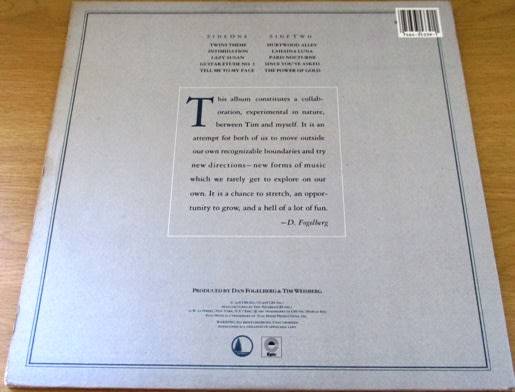 SIDE ONE
TWINS THEME
INTIMIDATION
LAZY SUSAN
GUITAR ETUDE NO. 3
TELL ME TO MY FACE
SIDE TWO
HURTWOOD ALLEY
LAHAINA LUNA
PARIS NOCTURNE
SINCE YOU'VE ASKED
THE POWER OF GOLD
This album constitutes a collab-
oration, experimental in nature,
between Tim and myself. It is an
attempt for both of us to move outside
our own recognizable boundaries and try
new directions—new forms of music
which we rarely get to explore on our
own. It is a chance to stretch, an oppor-
tunity to grow, and a hell of a lot of fun.
—D. Fogelberg
PRODUCED BY DAN FOGELBERG & TIM WEISBERG
Epic